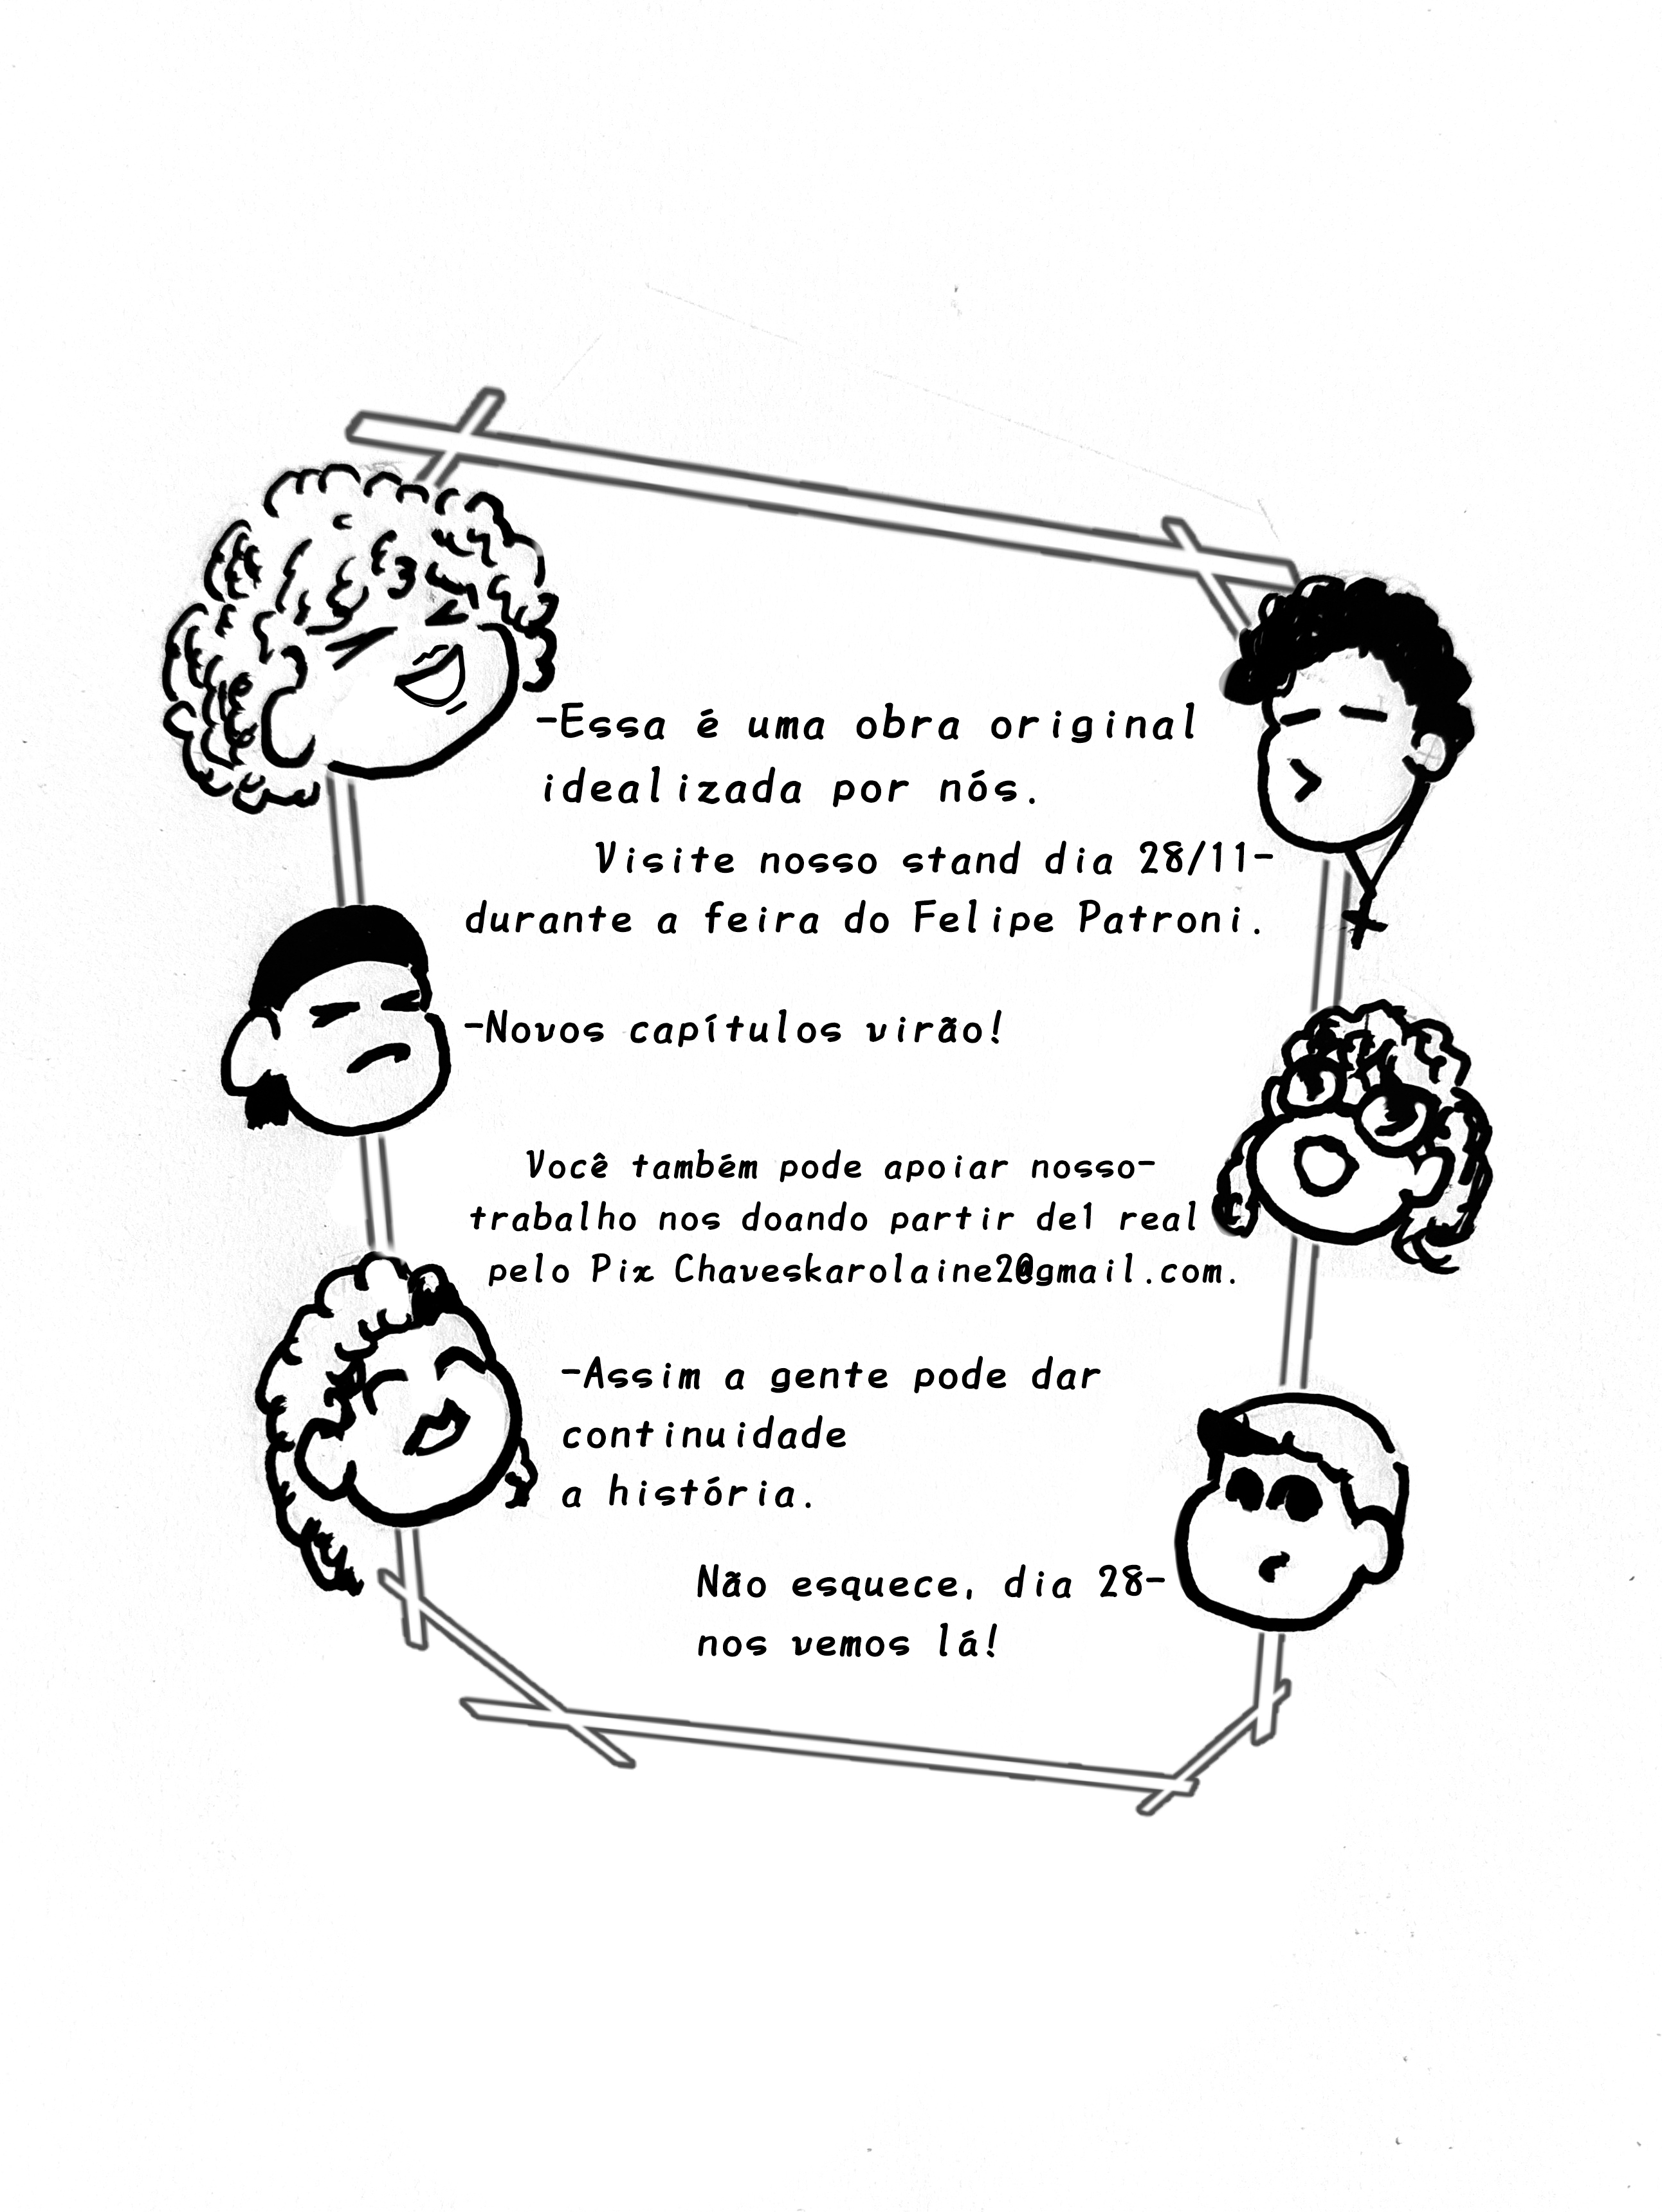 -Essa é uma obra original
idealizada por nós.
Visite nosso stand dia 28/11-
durante a feira do Felipe Patroni.
-Novos capítulos virão!
Você também pode apoiar nosso-
trabalho nos doando partir de1 real
pelo Pix Chaveskarolaine2@gmail.com.
-Assim a gente pode dar
continuidade
a história.
Não esquece, dia 28-
nos vemos lá!